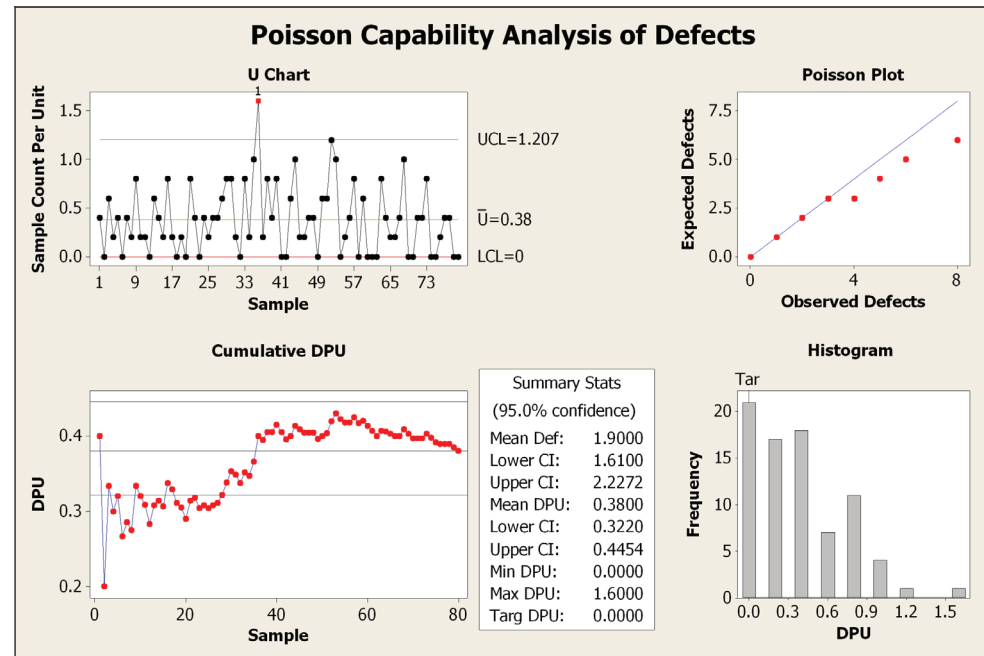 Poisson Capability Analysis of Defects
U Chart
1
1.5
1.0
0.5
0.0
Sample Count Per Unit
UCL=1.207
U̅=0.38
LCL=0
1 9 17 25 33 41 49 57 65 73
Sample
Poisson Plot
7.5
5.0
2.5
0.0
Expected Defects
0 4 8
Observed Defects
Cumulative DPU
0.4
0.3
0.2
DPU
0 20 40 60 80
Sample
Summary Stats
(95.0% confidence)
Mean Def: 1.9000
Lower CI: 1.6100
Upper CI: 2.2272
Mean DPU: 0.3800
Lower CI: 0.3220
Upper CI: 0.4454
Min DPU: 0.0000
Max DPU: 1.6000
Targ DPU: 0.0000
Histogram
Tar
20
15
10
5
0
Frequency
0.0 0.3 0.6 0.9 1.2 1.5
DPU